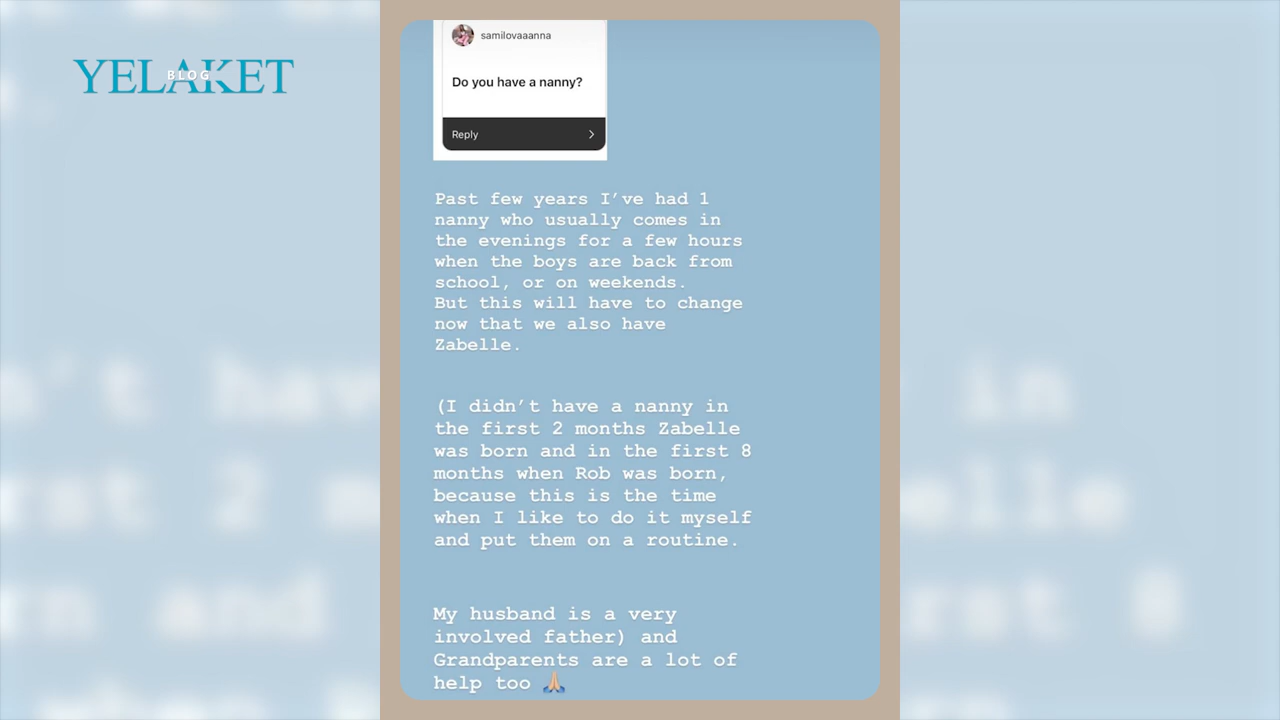 YELAKET
BLOG
samilovaaanna
Do you have a nanny?
Reply
Past few years I’ve had 1
nanny who usually comes in
the evenings for a few hours
when the boys are back from
school, or on weekends.
But this will have to change
now that we also have
Zabelle.
(I didn’t have a nanny in
the first 2 months Zabelle
was born and in the first 8
months when Rob was born,
because this is the time
when I like to do it myself
and put them on a routine.
My husband is a very
involved father) and
Grandparents are a lot of
help too 🙏🏼